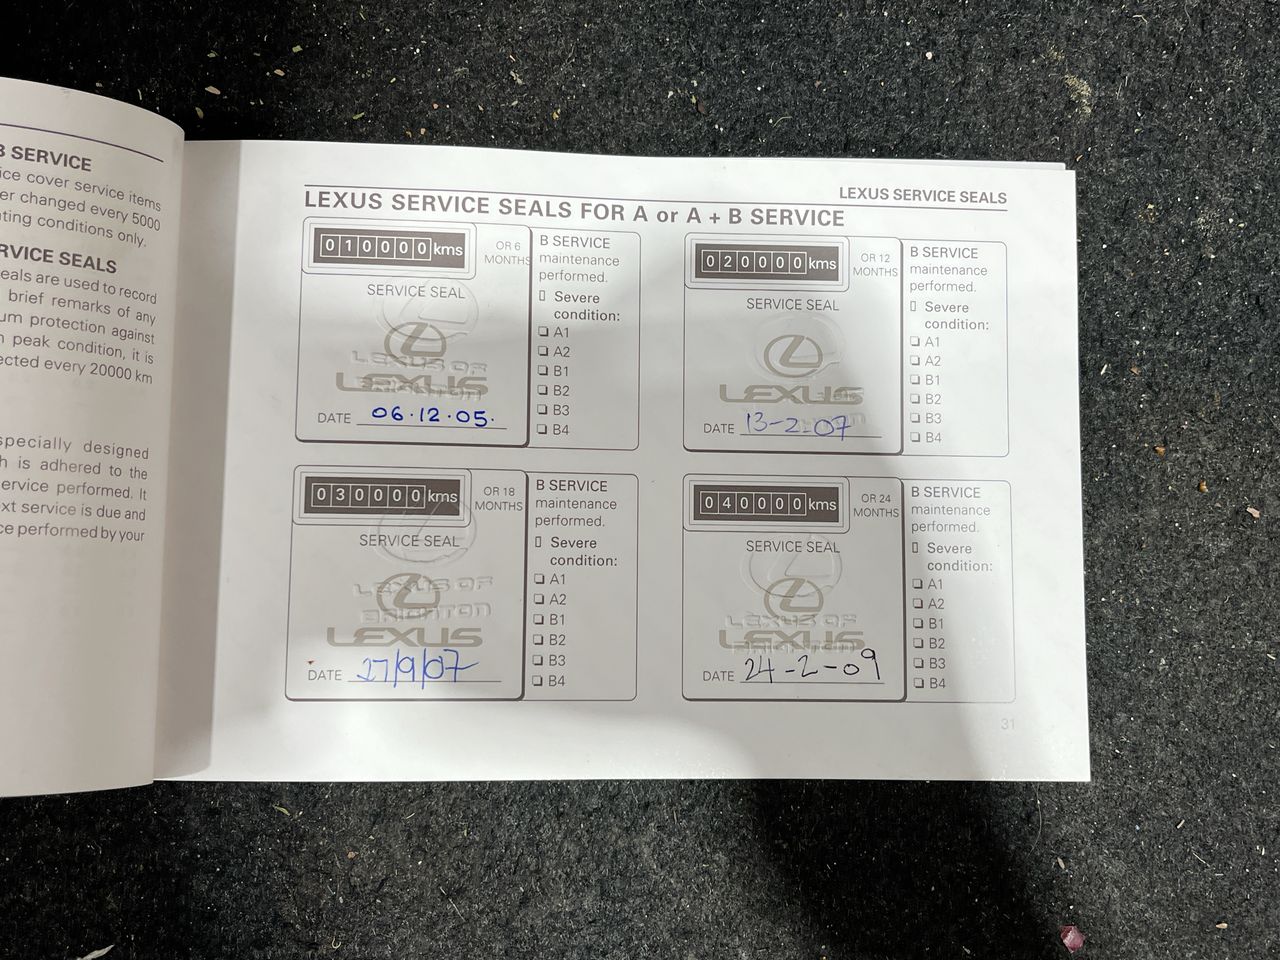 B SERVICE
ice cover service items
er changed every 5000
ting conditions only.
RVICE SEALS
eals are used to record
brief remarks of any
um protection against
n peak condition, it is
ected every 20000 km
specially designed
h is adhered to the
ervice performed. It
ext service is due and
ce performed by your
LEXUS SERVICE SEALS
LEXUS SERVICE SEALS FOR A or A + B SERVICE
010000 kms
OR 6
MONTHS
SERVICE SEAL
LEXUS OF
BRIGHTON
LEXUS
DATE 06.12.05.
B SERVICE
maintenance
performed.
Severe
condition:
A1
A2
B1
B2
B3
B4
020000 kms
OR 12
MONTHS
SERVICE SEAL
LEXUS
DATE 13-2-07
B SERVICE
maintenance
performed.
Severe
condition:
A1
A2
B1
B2
B3
B4
030000 kms
OR 18
MONTHS
SERVICE SEAL
LEXUS OF
BRIGHTON
LEXUS
DATE 27/9/07
B SERVICE
maintenance
performed.
Severe
condition:
A1
A2
B1
B2
B3
B4
040000 kms
OR 24
MONTHS
SERVICE SEAL
LEXUS OF
BRIGHTON
LEXUS
DATE 24-2-09
B SERVICE
maintenance
performed.
Severe
condition:
A1
A2
B1
B2
B3
B4
31